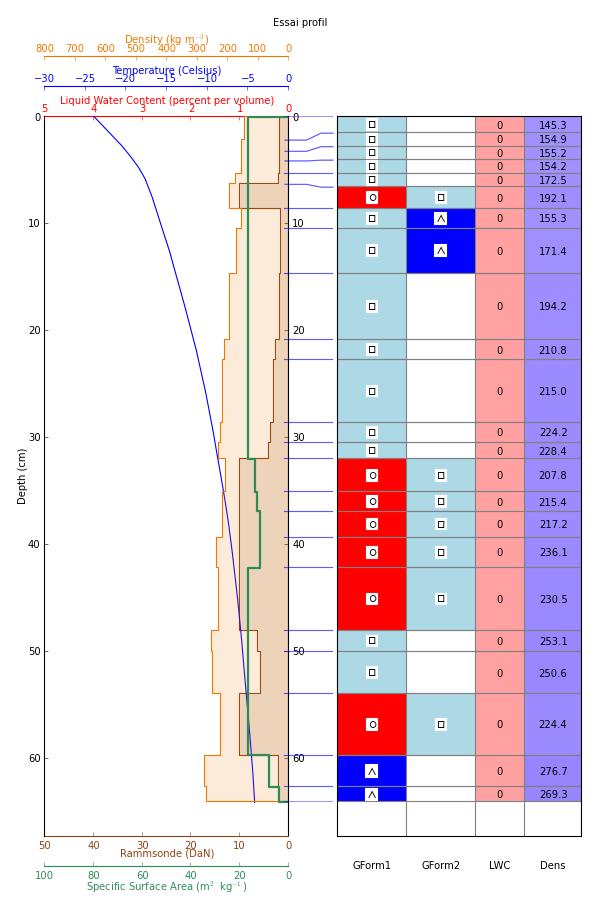 Essai profil
Density (kg m⁻³)
800 700 600 500 400 300 200 100 0
Temperature (Celsius)
−30 −25 −20 −15 −10 −5 0
Liquid Water Content (percent per volume)
5 4 3 2 1 0
0 0 0 145.3
0 154.9
0 155.2
0 154.2
0 172.5
0 192.1
10 10 0 155.3
0 171.4
0 194.2
20 20 0 210.8
0 215.0
30 30 0 224.2
0 228.4
0 207.8
0 215.4
0 217.2
40 40 0 236.1
0 230.5
50 50 0 253.1
0 250.6
0 224.4
60 60 0 276.7
0 269.3
Depth (cm)
50 40 30 20 10 0
Rammsonde (DaN)
GForm1 GForm2 LWC Dens
100 80 60 40 20 0
Specific Surface Area (m² kg⁻¹)